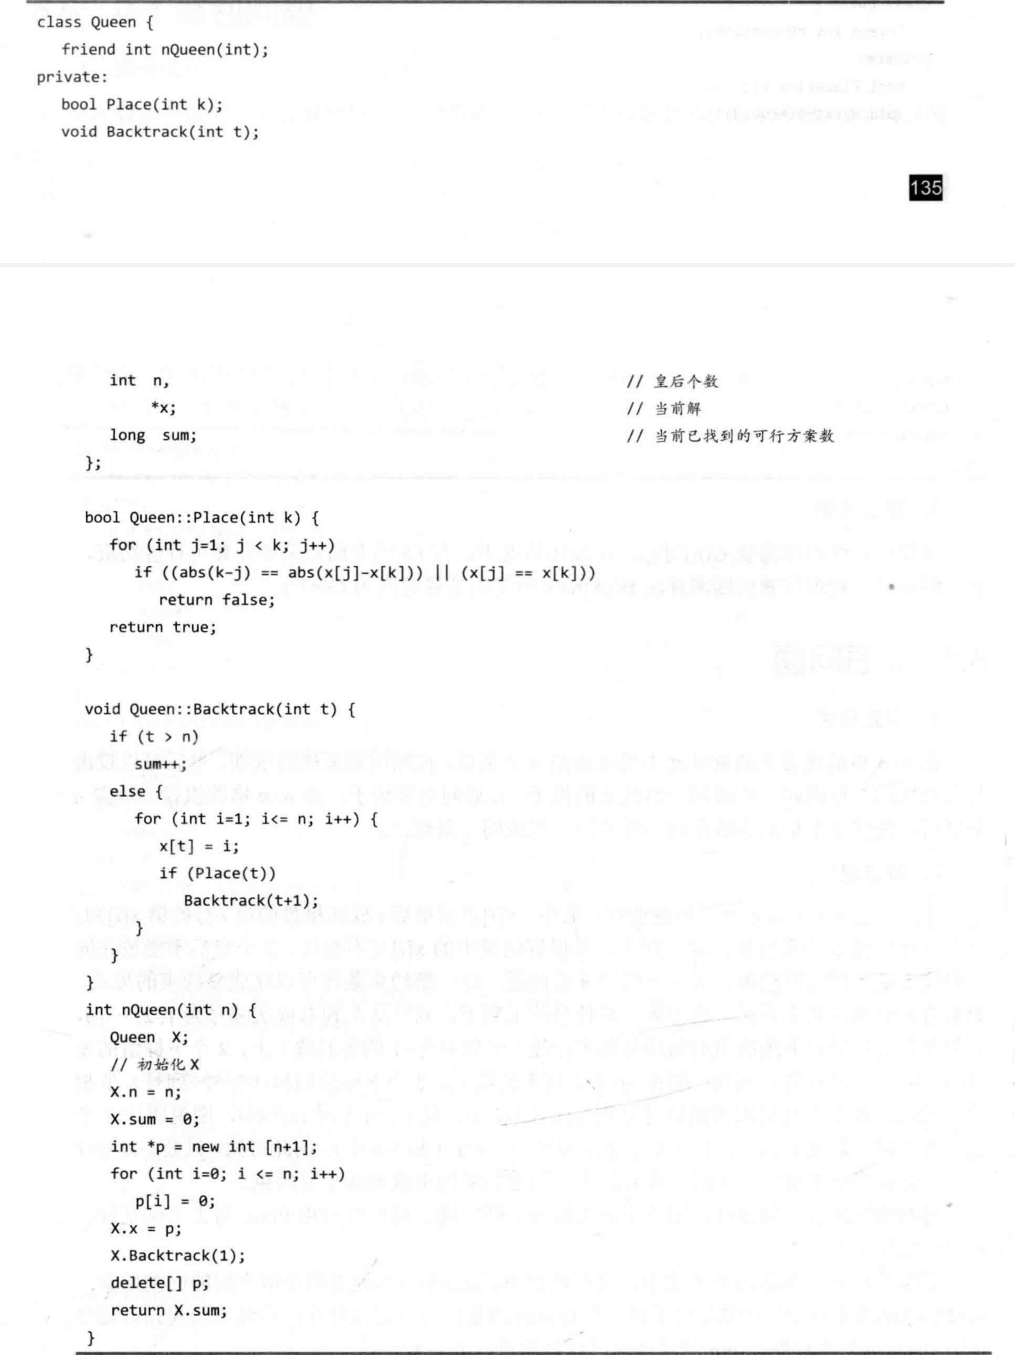 class Queen {
friend int nQueen(int);
private:
bool Place(int k);
void Backtrack(int t);
135
int n, // 皇后个数
*x; // 当前解
long sum; // 当前已找到的可行方案数
};
bool Queen::Place(int k) {
for (int j=1; j < k; j++)
if ((abs(k-j) == abs(x[j]-x[k])) || (x[j] == x[k]))
return false;
return true;
}
void Queen::Backtrack(int t) {
if (t > n)
sum++;
else {
for (int i=1; i<= n; i++) {
x[t] = i;
if (Place(t))
Backtrack(t+1);
}
}
}
int nQueen(int n) {
Queen X;
// 初始化 X
X.n = n;
X.sum = 0;
int *p = new int [n+1];
for (int i=0; i <= n; i++)
p[i] = 0;
X.x = p;
X.Backtrack(1);
delete[] p;
return X.sum;
}